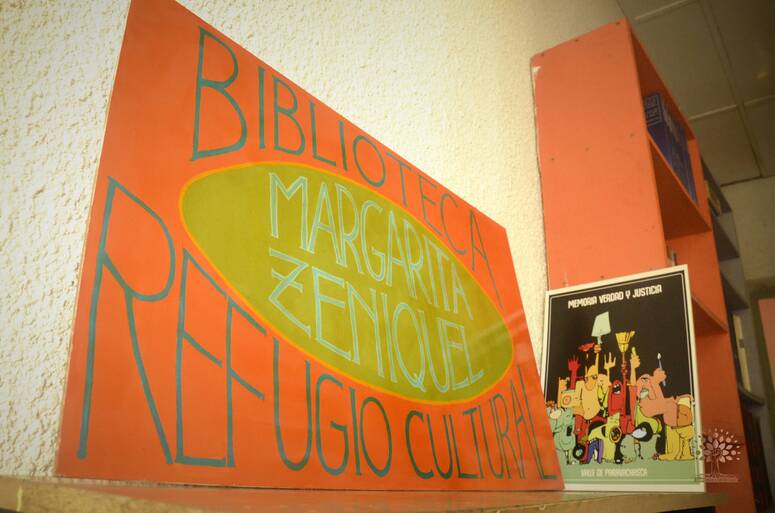 BIBLIOTECA
MARGARITA
ZENIQUEL
REFUGIO CULTURAL
MEMORIA VERDAD Y JUSTICIA
VALLE DE PARAVACHASCA